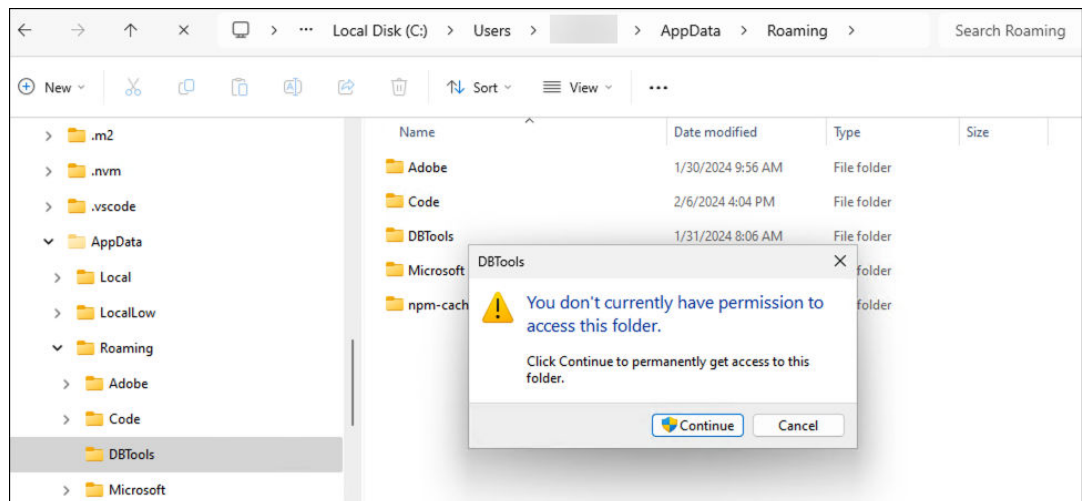 Local Disk (C:) > Users > > AppData > Roaming >
Search Roaming
New
Sort
View
...
.m2
.nvm
.vscode
AppData
Local
LocalLow
Roaming
Adobe
Code
DBTools
Microsoft
Name Date modified Type Size
Adobe 1/30/2024 9:56 AM File folder
Code 2/6/2024 4:04 PM File folder
DBTools 1/31/2024 8:06 AM File folder
Microsoft folder
npm-cache folder
DBTools
You don't currently have permission to
access this folder.
Click Continue to permanently get access to this
folder.
Continue Cancel